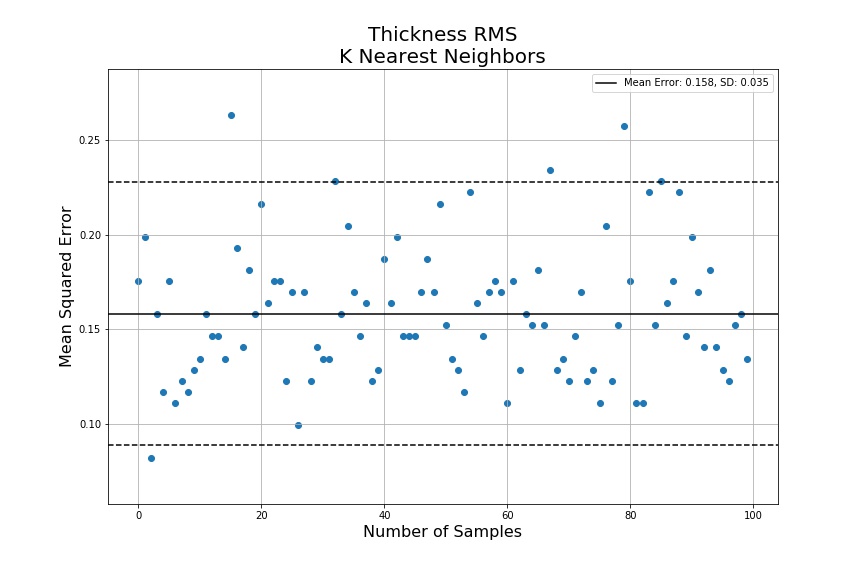 Thickness RMS
K Nearest Neighbors
Mean Error: 0.158, SD: 0.035
0.25
0.20
0.15
0.10
Mean Squared Error
0 20 40 60 80 100
Number of Samples